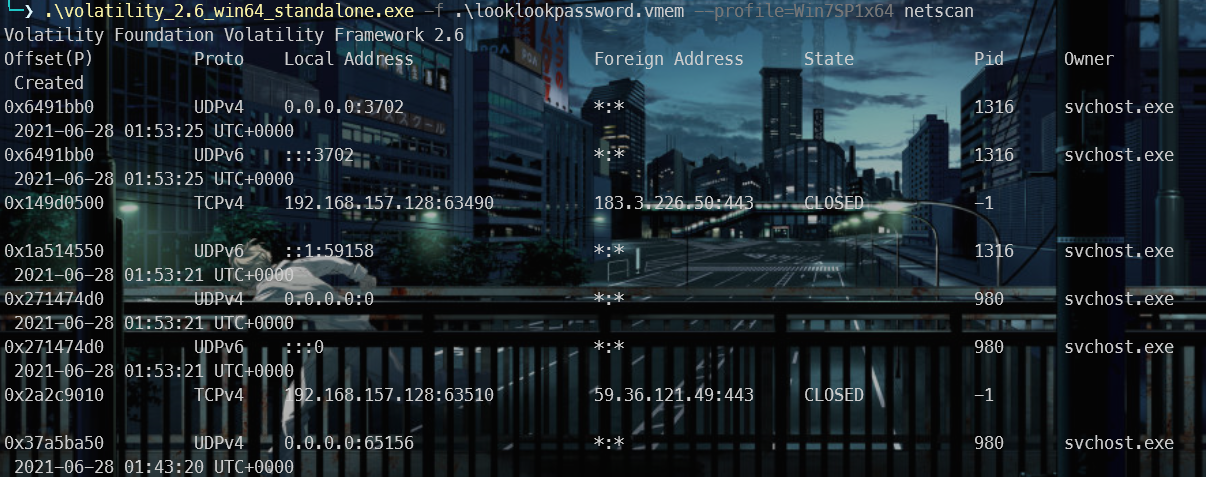 ❯ .\volatility_2.6_win64_standalone.exe -f .\looklookpassword.vmem --profile=Win7SP1x64 netscan
Volatility Foundation Volatility Framework 2.6
Offset(P) Proto Local Address Foreign Address State Pid Owner
Created
0x6491bb0 UDPv4 0.0.0.0:3702 *:* 1316 svchost.exe
2021-06-28 01:53:25 UTC+0000
0x6491bb0 UDPv6 :::3702 *:* 1316 svchost.exe
2021-06-28 01:53:25 UTC+0000
0x149d0500 TCPv4 192.168.157.128:63490 183.3.226.50:443 CLOSED -1
0x1a514550 UDPv6 ::1:59158 *:* 1316 svchost.exe
2021-06-28 01:53:21 UTC+0000
0x271474d0 UDPv4 0.0.0.0:0 *:* 980 svchost.exe
2021-06-28 01:53:21 UTC+0000
0x271474d0 UDPv6 :::0 *:* 980 svchost.exe
2021-06-28 01:53:21 UTC+0000
0x2a2c9010 TCPv4 192.168.157.128:63510 59.36.121.49:443 CLOSED -1
0x37a5ba50 UDPv4 0.0.0.0:65156 *:* 980 svchost.exe
2021-06-28 01:43:20 UTC+0000